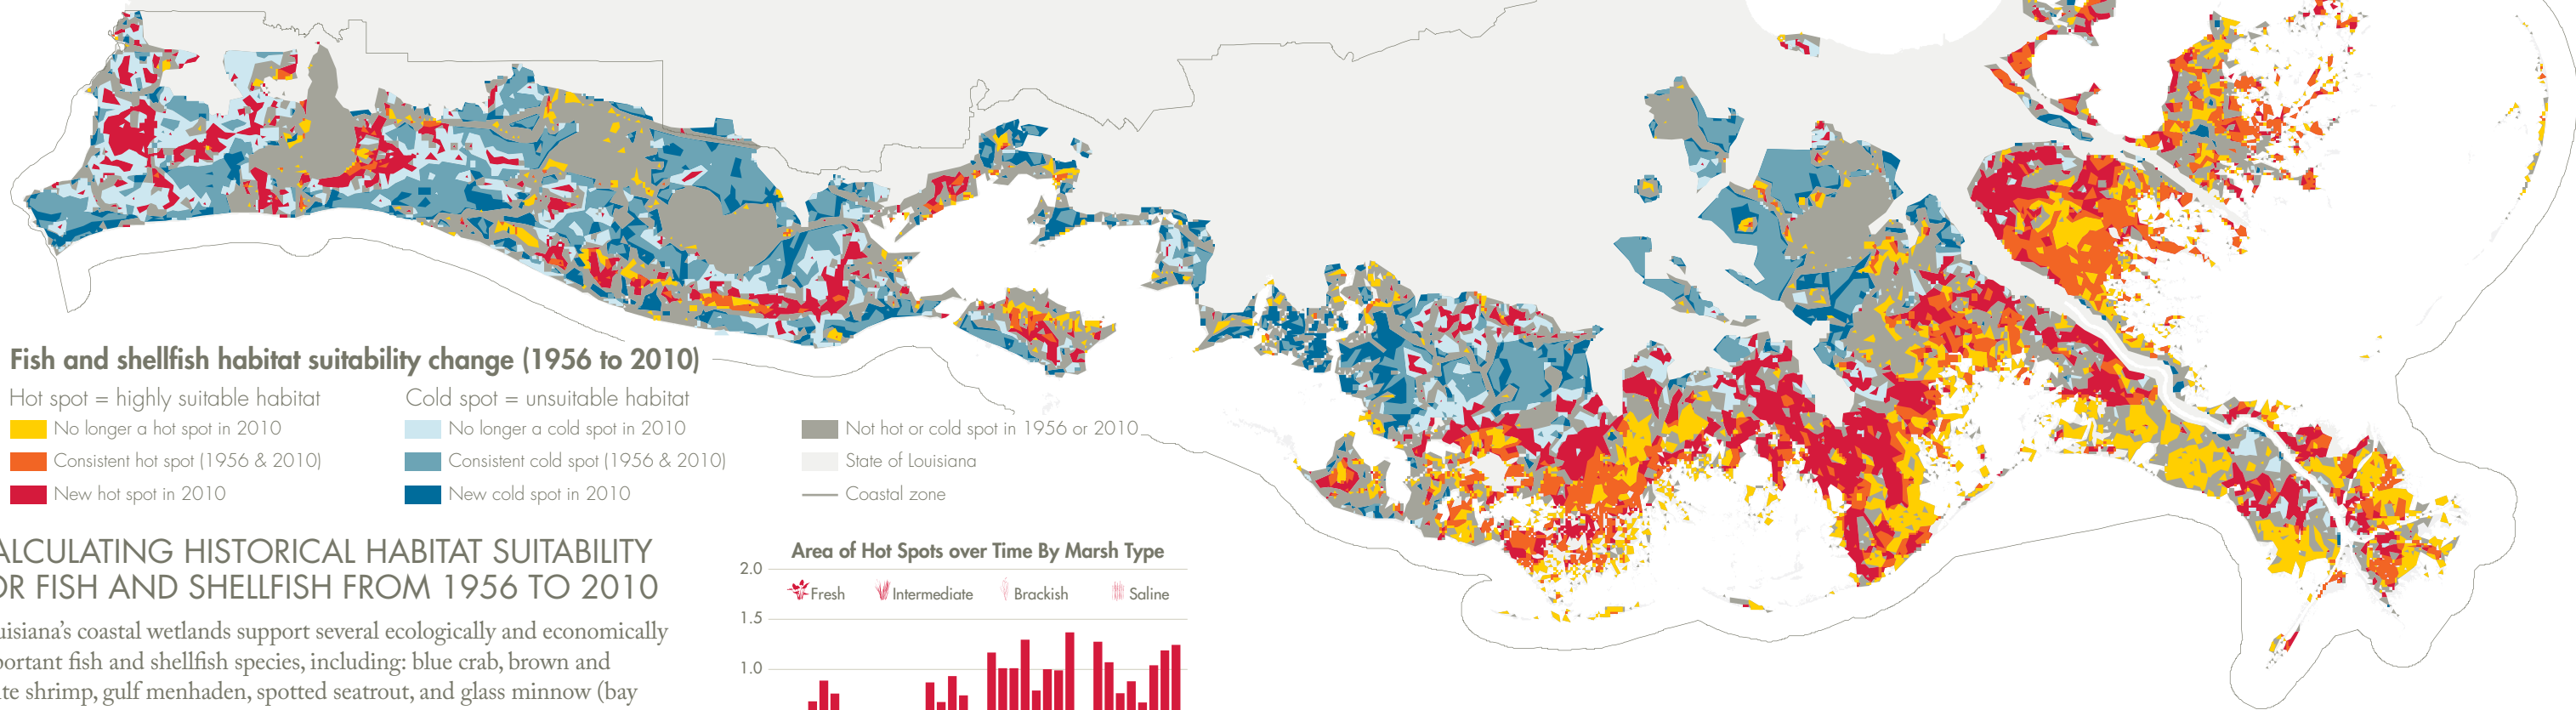 Fish and shellfish habitat suitability change (1956 to 2010)
Hot spot = highly suitable habitat
No longer a hot spot in 2010
Consistent hot spot (1956 & 2010)
New hot spot in 2010
Cold spot = unsuitable habitat
No longer a cold spot in 2010
Consistent cold spot (1956 & 2010)
New cold spot in 2010
Not hot or cold spot in 1956 or 2010
State of Louisiana
Coastal zone
ALCULATING HISTORICAL HABITAT SUITABILITY
OR FISH AND SHELLFISH FROM 1956 TO 2010
uisiana’s coastal wetlands support several ecologically and economically
portant fish and shellfish species, including: blue crab, brown and
te shrimp, gulf menhaden, spotted seatrout, and glass minnow (bay
Area of Hot Spots over Time By Marsh Type
2.0
Fresh Intermediate Brackish Saline
1.5
1.0